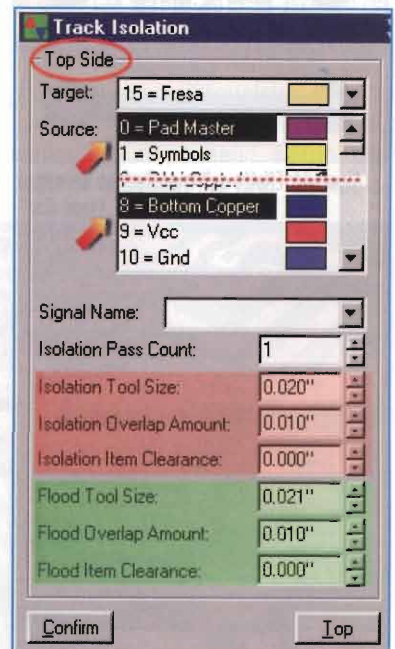 Track Isolation
Top Side
Target: 15 = Fresa
Source: 0 = Pad Master
1 = Symbols
8 = Bottom Copper
9 = Vcc
10 = Gnd
Signal Name:
Isolation Pass Count: 1
Isolation Tool Size: 0.020"
Isolation Overlap Amount: 0.010"
Isolation Item Clearance: 0.000"
Flood Tool Size: 0.021"
Flood Overlap Amount: 0.010"
Flood Item Clearance: 0.000"
Confirm Top